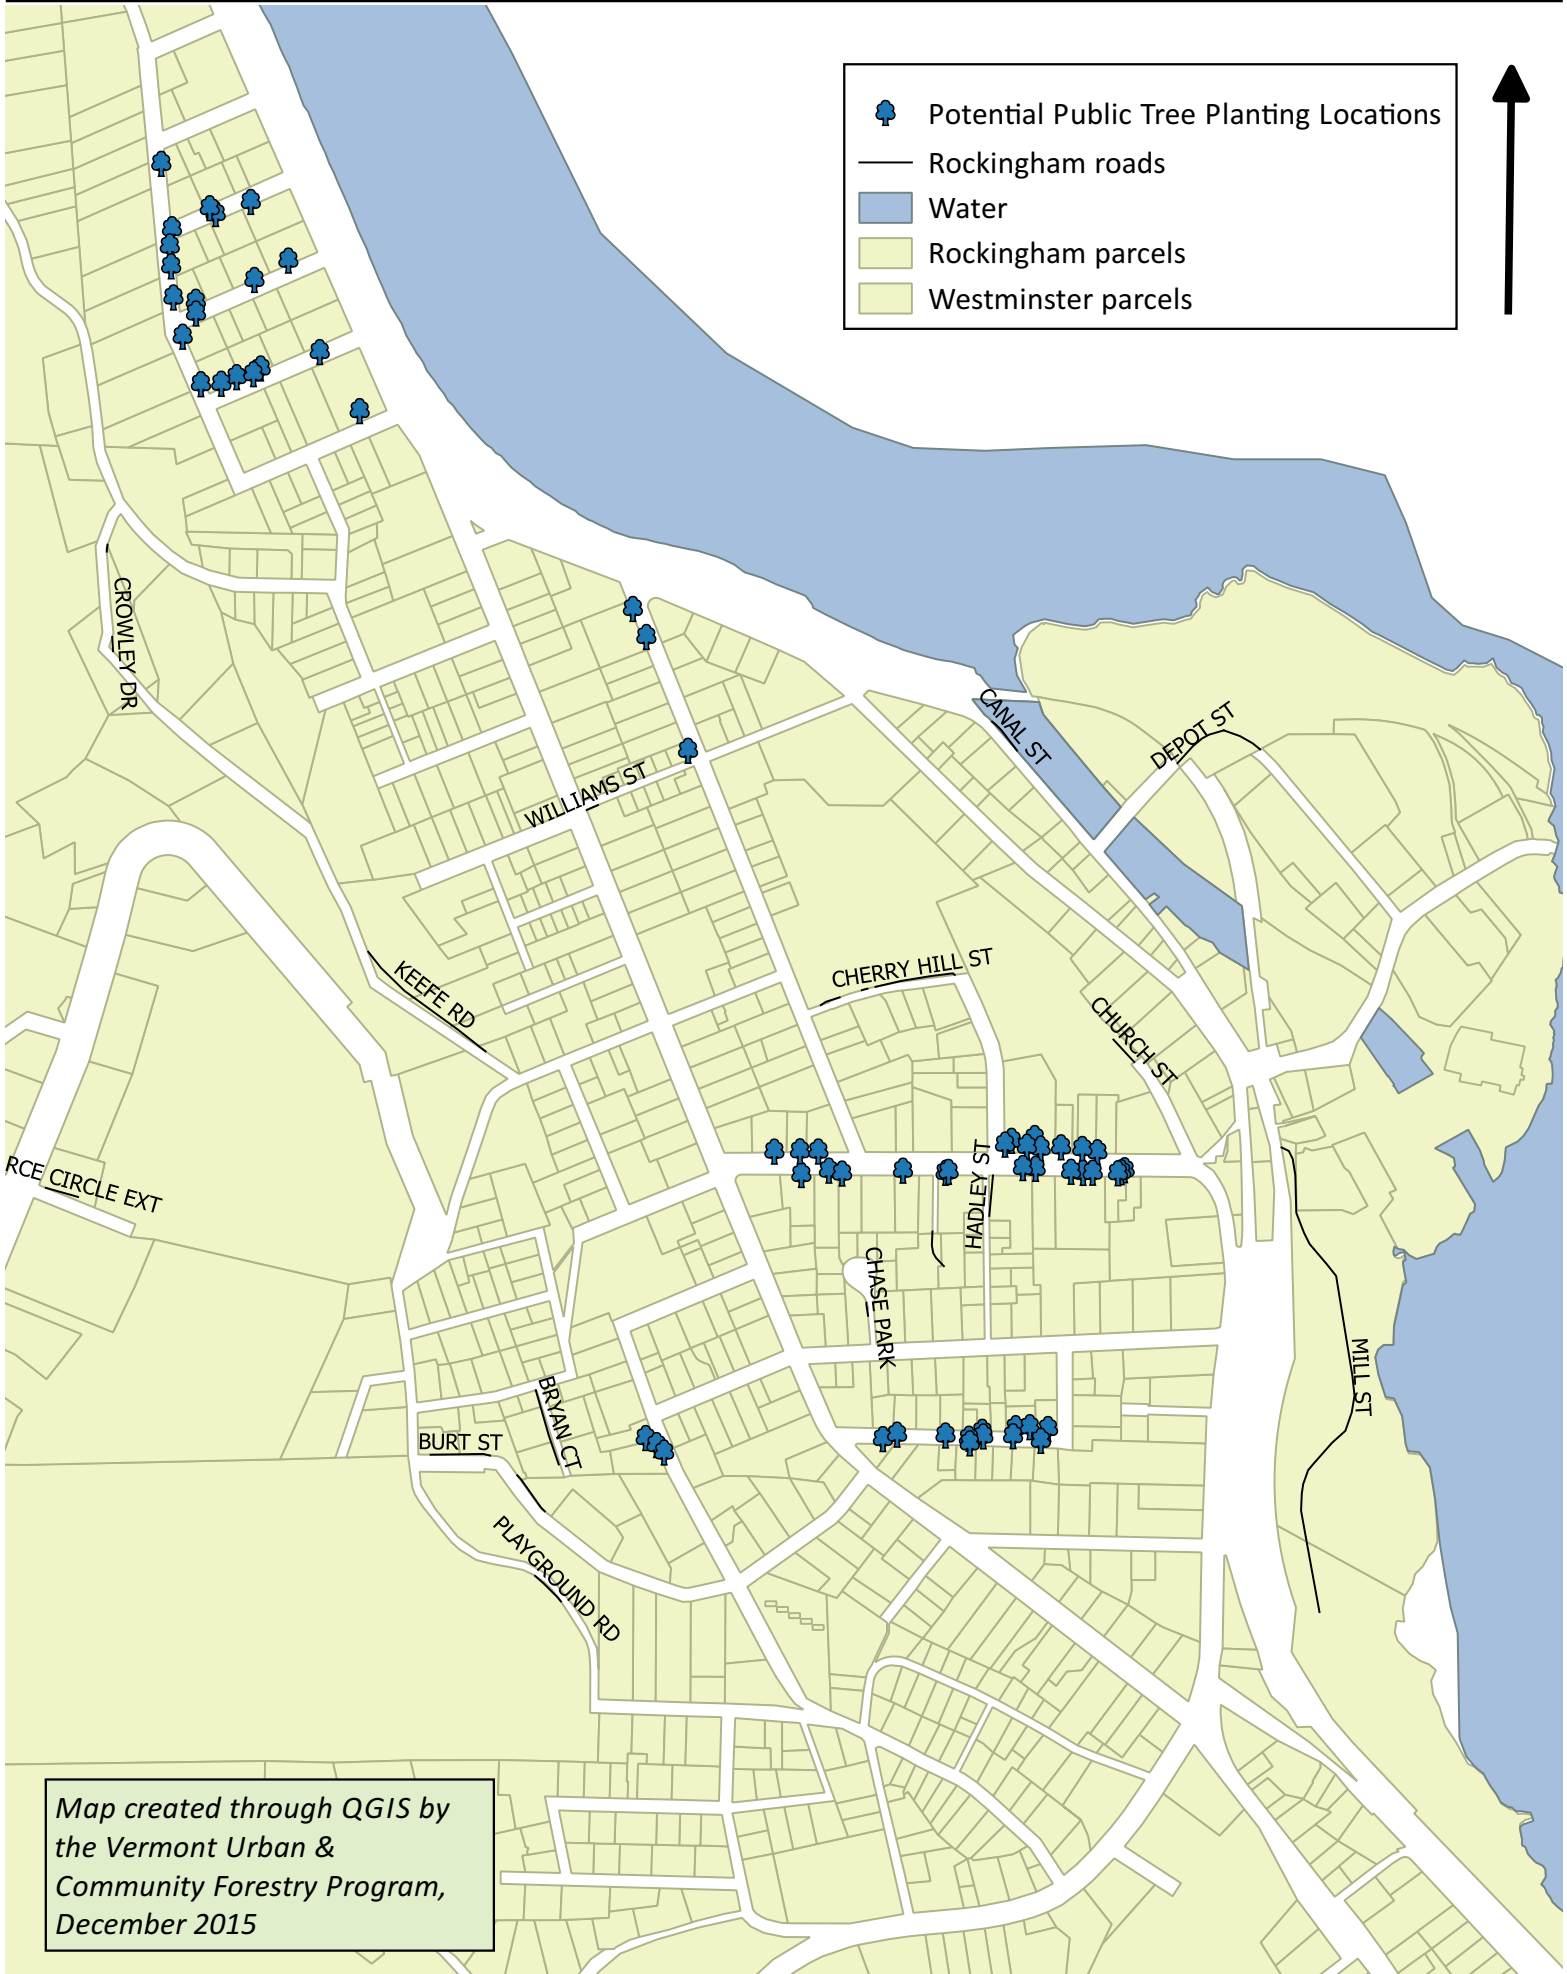 Potential Public Tree Planting Locations
Rockingham roads
Water
Rockingham parcels
Westminster parcels
CROWLEY DR
CANAL ST
DEPOT ST
WILLIAMS ST
KEEFE RD
CHERRY HILL ST
CHURCH ST
RCE CIRCLE EXT
HADLEY ST
CHASE PARK
MILL ST
BRYAN CT
BURT ST
PLAYGROUND RD
Map created through QGIS by
the Vermont Urban &
Community Forestry Program,
December 2015